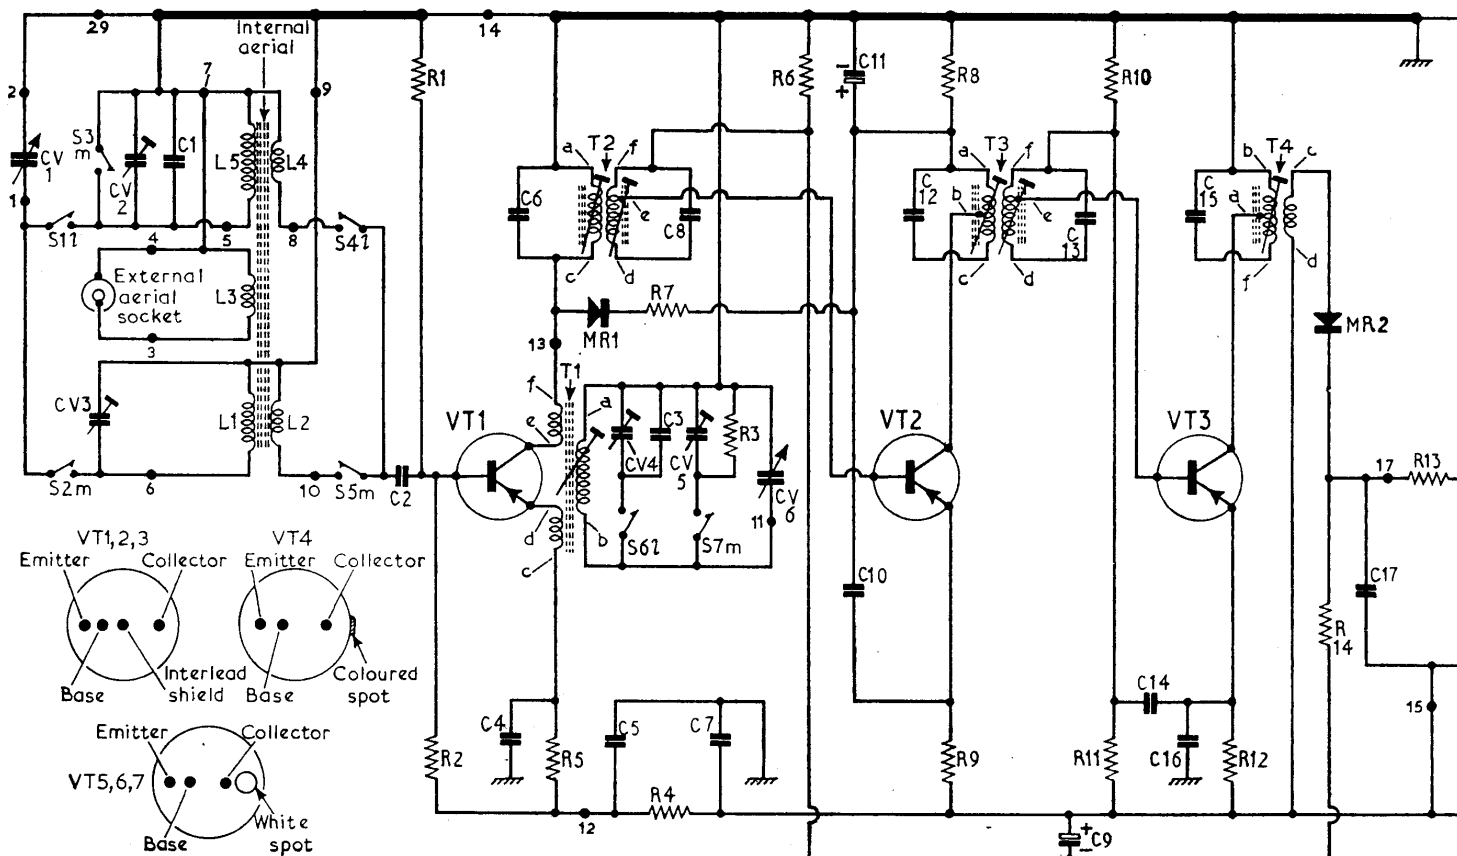 29
Internal
aerial
14
2
7
9
R1
R6
C11
-
+
R8
R10
S3
m
CV
1
CV
2
C1
L5
L4
1
S1l
4
5
8
S4l
External
aerial
socket
L3
3
CV3
L1
L2
S2m
6
10
S5m
C2
a
T2
f
C6
e
C8
c
d
R7
MR1
13
f
T1
a
e
VT1
CV4
C3
CV
5
R3
CV
6
d
b
c
S6l
S7m
11
a
T3
f
C
12
b
e
C
13
c
d
VT2
C10
b
T4
c
C
15
a
f
d
MR2
VT3
17
R13
C17
R
14
15
VT1,2,3
Emitter
Collector
Base
Interlead
shield
VT4
Emitter
Collector
Base
Coloured
spot
Emitter
Collector
VT5,6,7
Base
White
spot
R2
C4
R5
C5
C7
R4
12
R9
R11
C14
C16
R12
+
-
C9